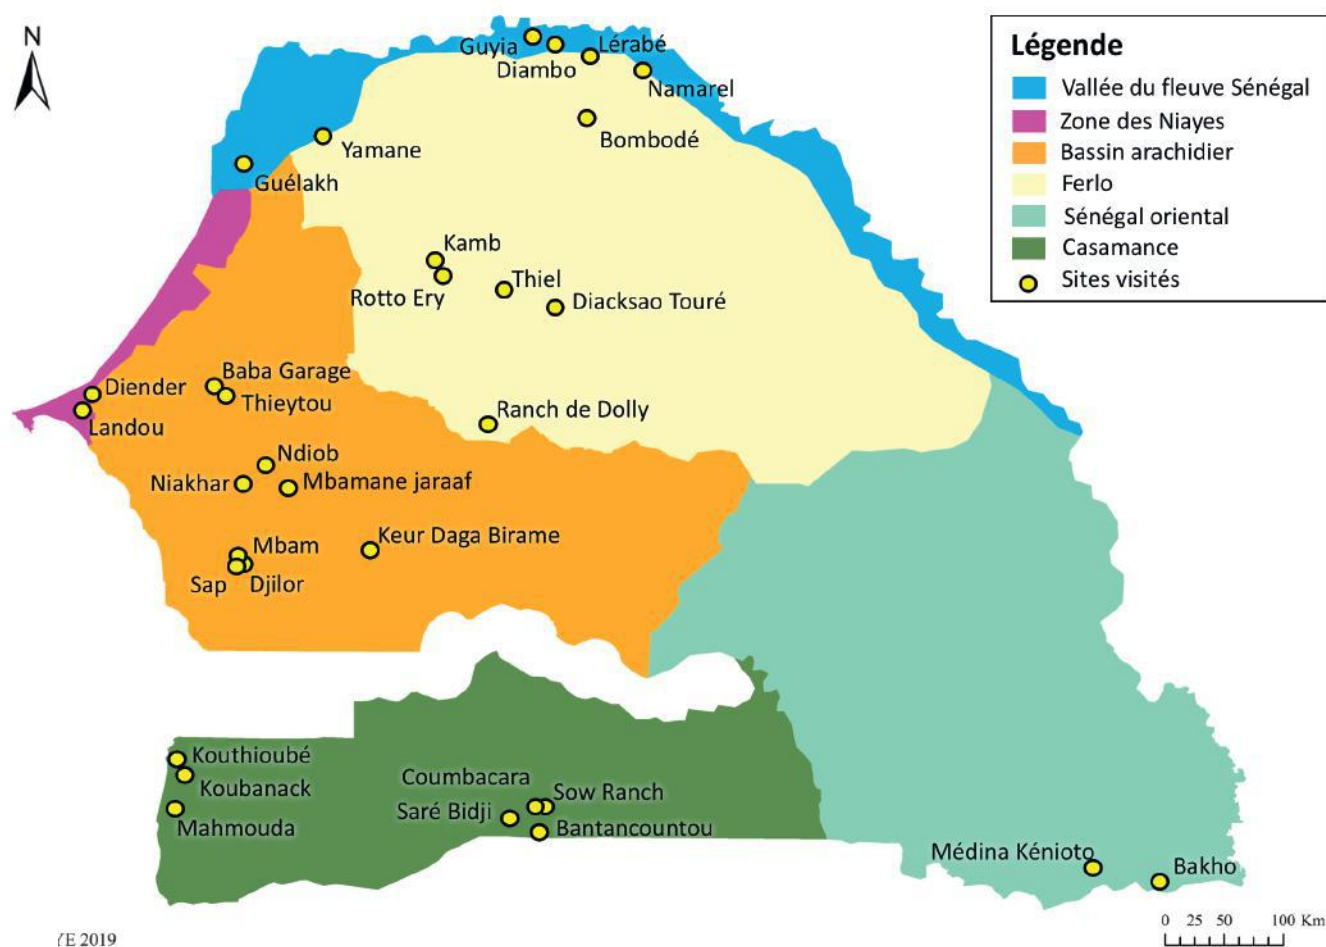 N
Légende
Vallée du fleuve Sénégal
Zone des Niayes
Bassin arachidier
Ferlo
Sénégal oriental
Casamance
Sites visités
Guyia
Lérabé
Diambo
Namarel
Bombodé
Yamane
Guélakh
Kamb
Rotto Ery
Thiel
Diacksao Touré
Baba Garage
Diender
Thieytou
Landou
Ranch de Dolly
Ndiob
Niakhar
Mbamane jaraaf
Keur Daga Birame
Mbam
Sap
Djilor
Kouthioubé
Koubanack
Mahmouda
Coumbacara
Sow Ranch
Saré Bidji
Bantancountou
Médina Kénioto
Bakho
0 25 50 100 Km
YE 2019